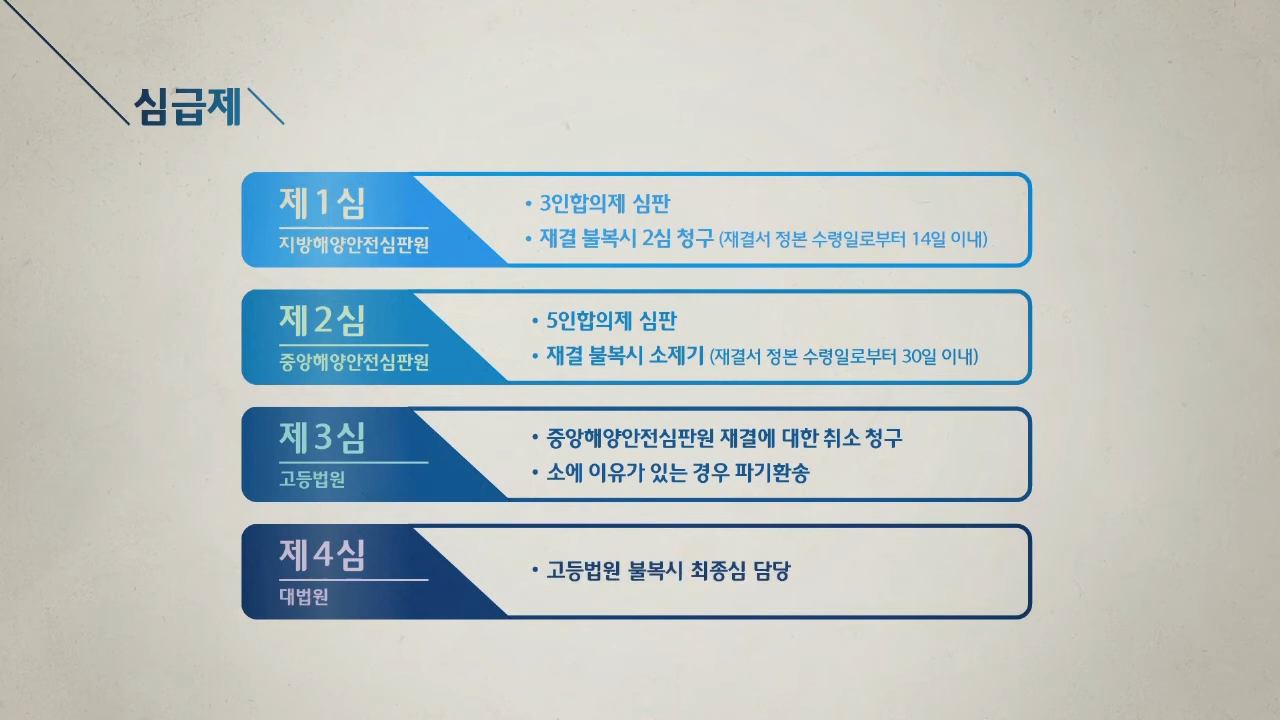 심급제
제1심
지방해양안전심판원
• 3인합의제 심판
• 재결 불복시 2심 청구 (재결서 정본 수령일로부터 14일 이내)
제2심
중앙해양안전심판원
• 5인합의제 심판
• 재결 불복시 소제기 (재결서 정본 수령일로부터 30일 이내)
제3심
고등법원
• 중앙해양안전심판원 재결에 대한 취소 청구
• 소에 이유가 있는 경우 파기환송
제4심
대법원
• 고등법원 불복시 최종심 담당